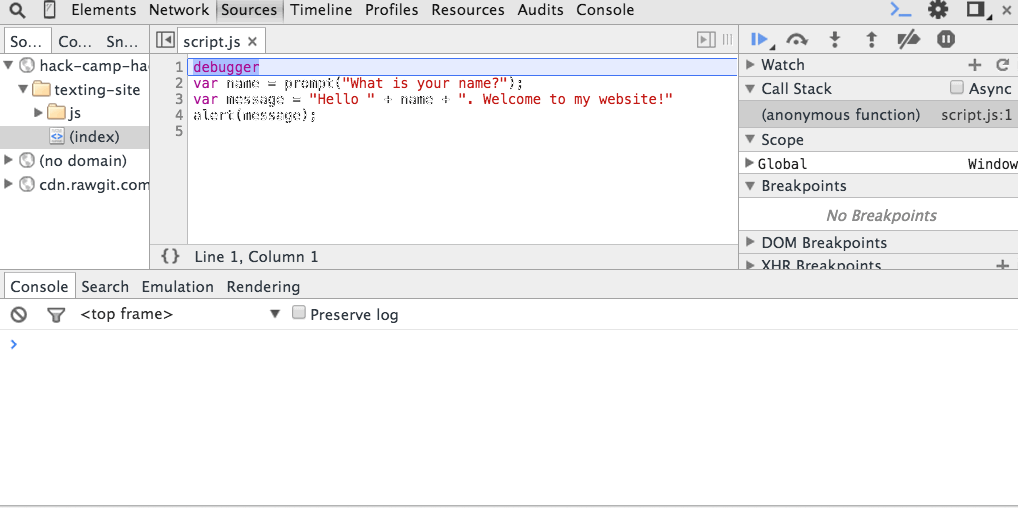 Elements Network Sources Timeline Profiles Resources Audits Console
So... Co... Sn...
script.js
hack-camp-ha
texting-site
js
(index)
(no domain)
cdn.rawgit.com
1 debugger
2 var name = prompt("What is your name?");
3 var message = "Hello " + name + ". Welcome to my website!"
4 alert(message);
5
{} Line 1, Column 1
Watch
Call Stack Async
(anonymous function) script.js:1
Scope
Global Window
Breakpoints
No Breakpoints
DOM Breakpoints
XHR Breakpoints
Console Search Emulation Rendering
<top frame> Preserve log